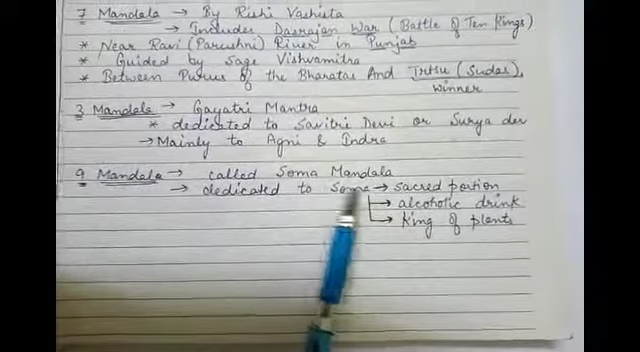 7 Mandala → By Rishi Vashista
→ Includes Dasrajan War (Battle of Ten Kings)
* Near Ravi (Parushni) River in Punjab
* Guided by Sage Vishvamitra
* Between Purus of the Bharatas And Tritsu (Sudas),
winner
3 Mandala → Gayatri Mantra
* dedicated to Savitri Devi or Surya dev
→ Mainly to Agni & Indra
9 Mandala → called Soma Mandala
→ dedicated to Soma → sacred portion
→ alcoholic drink
→ King of plants